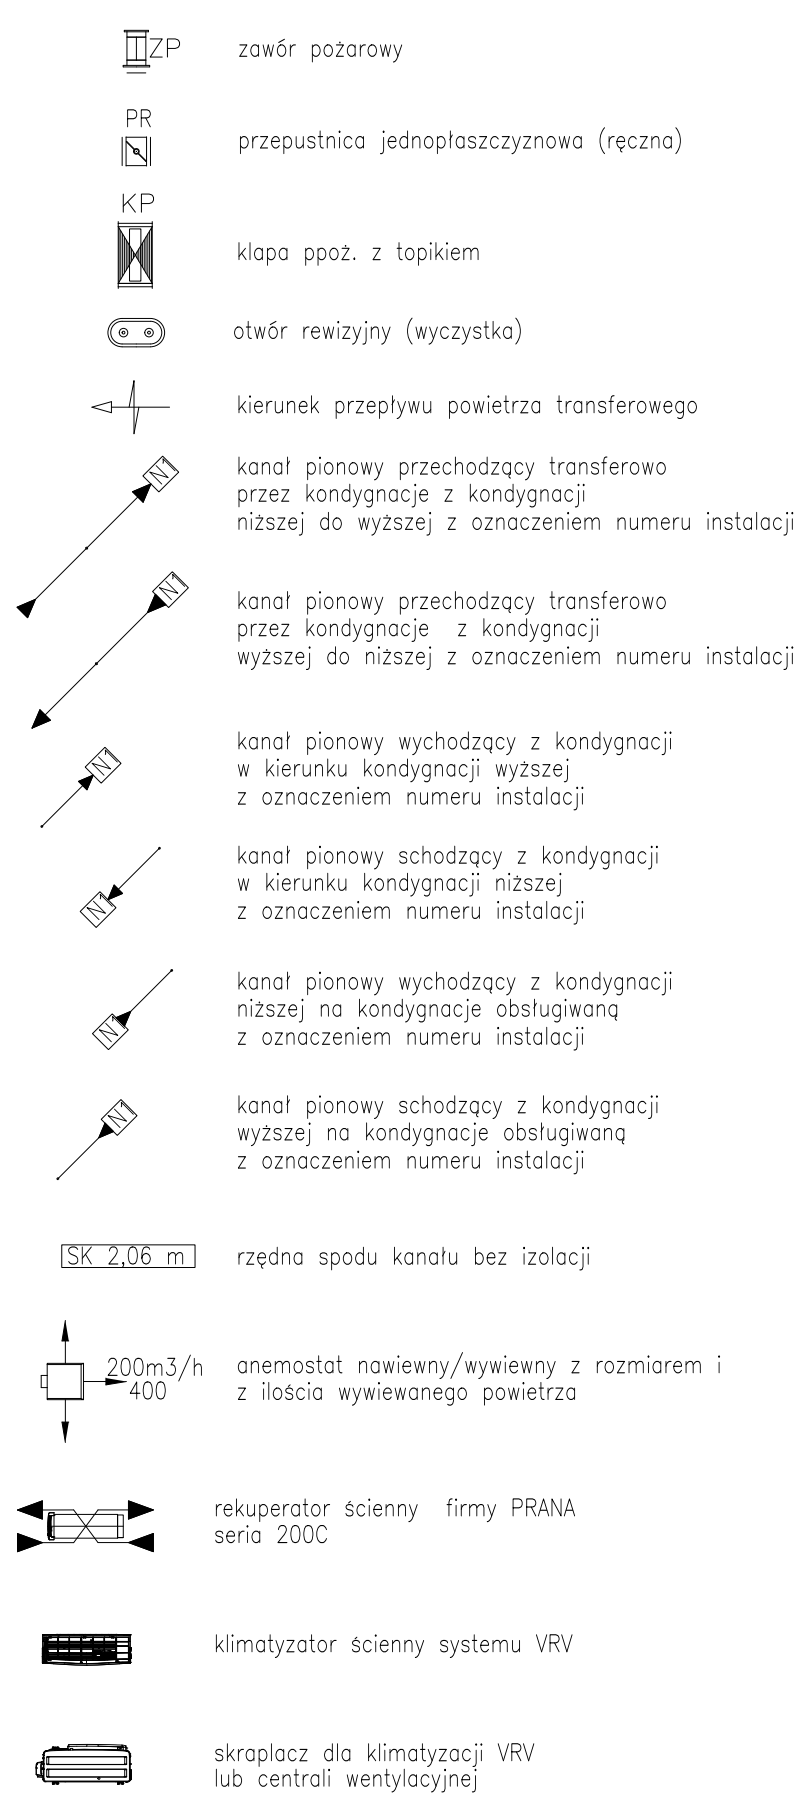 ZP zawór pożarowy
PR
przepustnica jednopłaszczyznowa (ręczna)
KP
klapa ppoż. z topikiem
otwór rewizyjny (wyczystka)
kierunek przepływu powietrza transferowego
N1
kanał pionowy przechodzący transferowo
przez kondygnacje z kondygnacji
niższej do wyższej z oznaczeniem numeru instalacji
N1
kanał pionowy przechodzący transferowo
przez kondygnacje z kondygnacji
wyższej do niższej z oznaczeniem numeru instalacji
N1
kanał pionowy wychodzący z kondygnacji
w kierunku kondygnacji wyższej
z oznaczeniem numeru instalacji
N1
kanał pionowy schodzący z kondygnacji
w kierunku kondygnacji niższej
z oznaczeniem numeru instalacji
N1
kanał pionowy wychodzący z kondygnacji
niższej na kondygnacje obsługiwaną
z oznaczeniem numeru instalacji
N1
kanał pionowy schodzący z kondygnacji
wyższej na kondygnacje obsługiwaną
z oznaczeniem numeru instalacji
SK 2,06 m rzędna spodu kanału bez izolacji
200m3/h
400
anemostat nawiewny/wywiewny z rozmiarem i
z ilościa wywiewanego powietrza
rekuperator ścienny firmy PRANA
seria 200C
klimatyzator ścienny systemu VRV
skraplacz dla klimatyzacji VRV
lub centrali wentylacyjnej